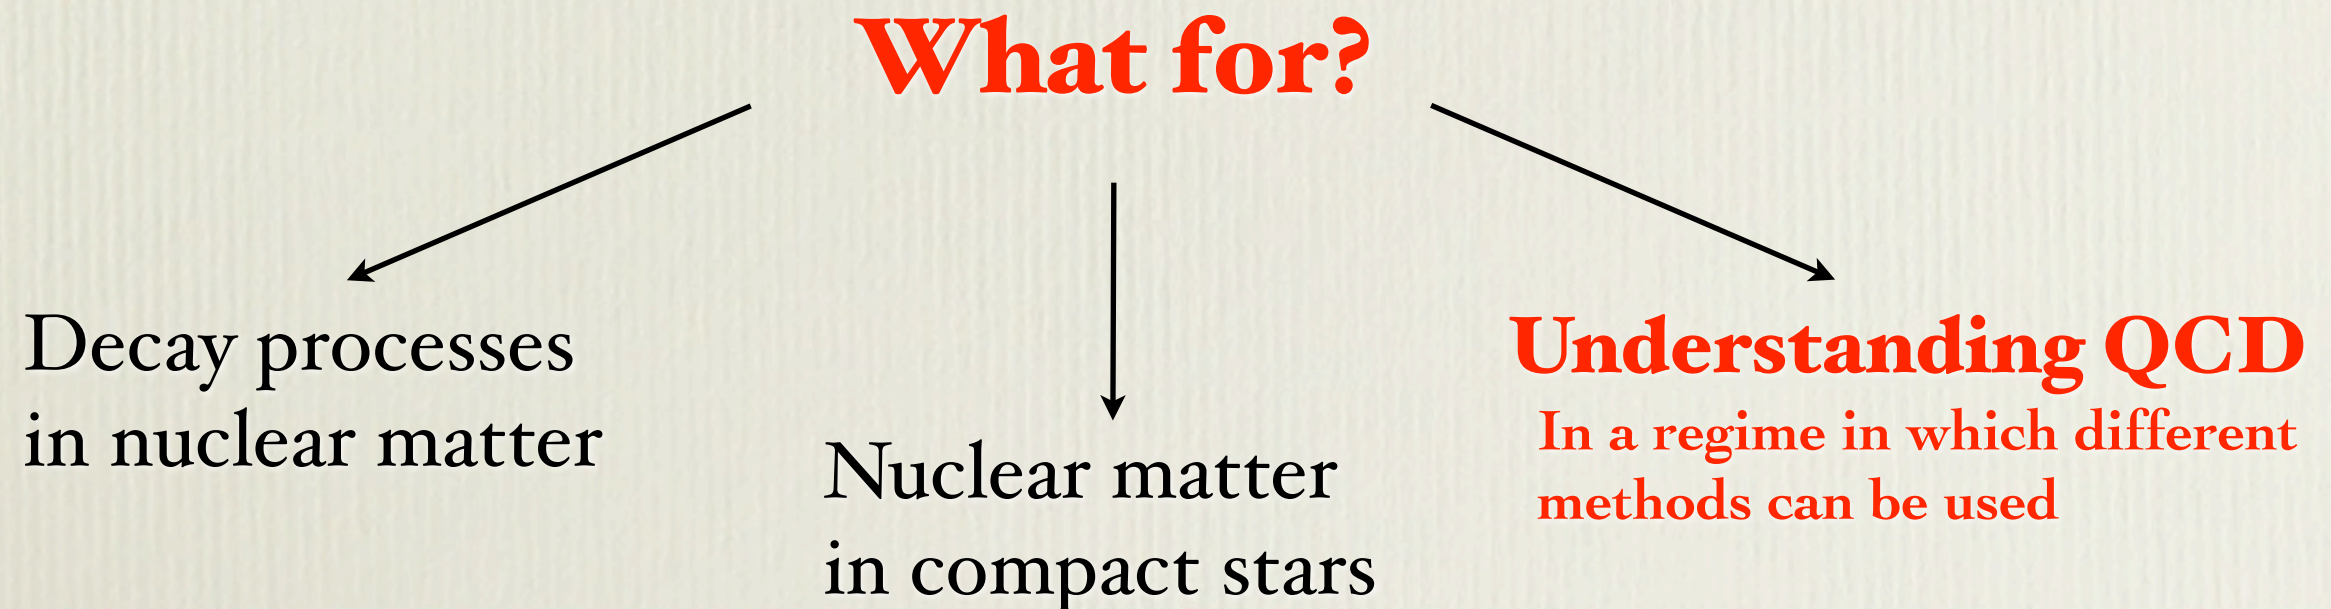 What for?
Decay processes
in nuclear matter
Nuclear matter
in compact stars
Understanding QCD
In a regime in which different
methods can be used